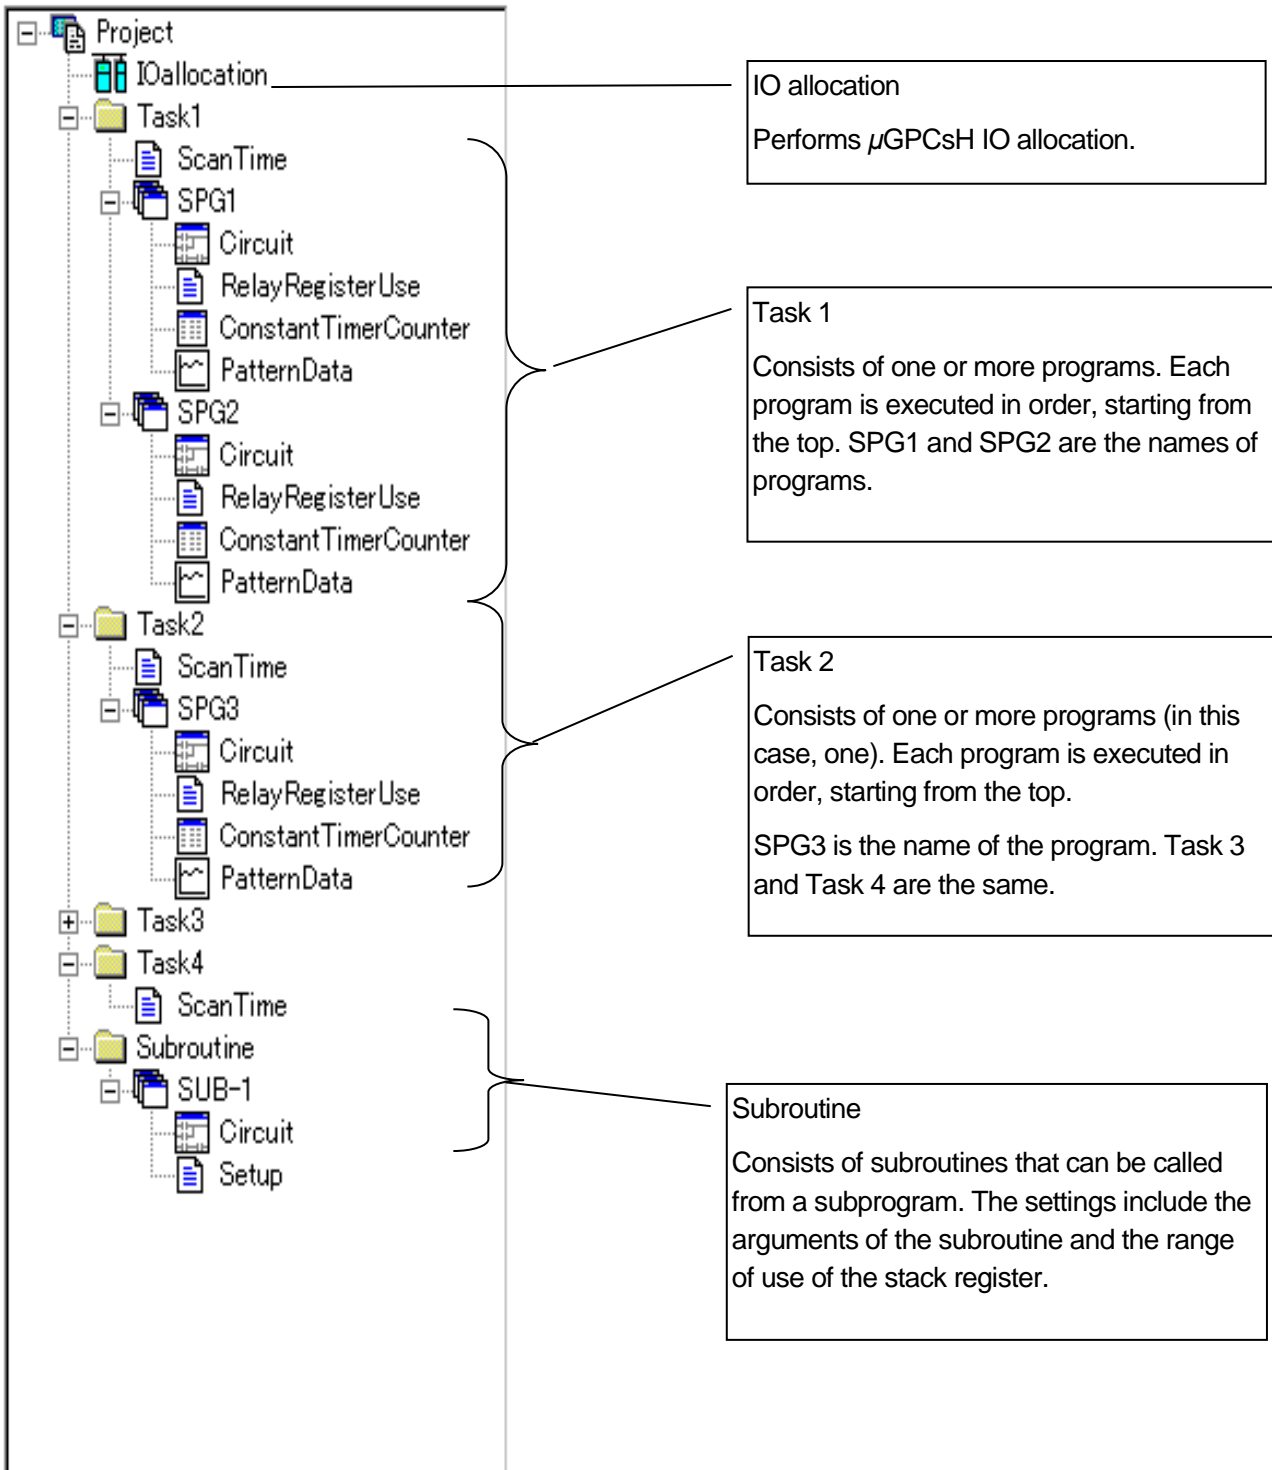 Project
IOallocation
Task1
ScanTime
SPG1
Circuit
RelayRegisterUse
ConstantTimerCounter
PatternData
SPG2
Circuit
RelayRegisterUse
ConstantTimerCounter
PatternData
Task2
ScanTime
SPG3
Circuit
RelayRegisterUse
ConstantTimerCounter
PatternData
Task3
Task4
ScanTime
Subroutine
SUB-1
Circuit
Setup
IO allocation
Performs µGPCsH IO allocation.
Task 1
Consists of one or more programs. Each
program is executed in order, starting from
the top. SPG1 and SPG2 are the names of
programs.
Task 2
Consists of one or more programs (in this
case, one). Each program is executed in
order, starting from the top.
SPG3 is the name of the program. Task 3
and Task 4 are the same.
Subroutine
Consists of subroutines that can be called
from a subprogram. The settings include the
arguments of the subroutine and the range
of use of the stack register.